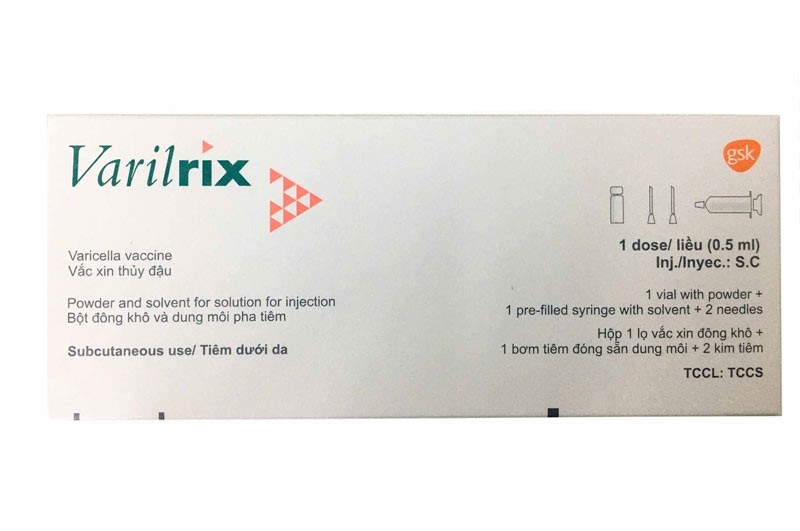 Varilrix
gsk
Varicella vaccine
Vắc xin thủy đậu
Powder and solvent for solution for injection
Bột đông khô và dung môi pha tiêm
Subcutaneous use/ Tiêm dưới da
1 dose/ liều (0.5 ml)
Inj./Inyec.: S.C
1 vial with powder +
1 pre-filled syringe with solvent + 2 needles
Hộp 1 lọ vắc xin đông khô +
1 bơm tiêm đóng sẵn dung môi + 2 kim tiêm
TCCL: TCCS